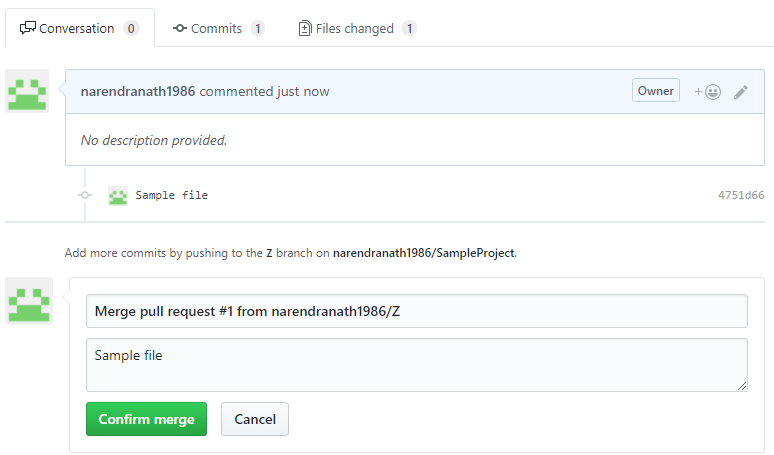 Conversation 0 Commits 1 Files changed 1
narendranath1986 commented just now Owner +
No description provided.
Sample file 4751d66
Add more commits by pushing to the Z branch on narendranath1986/SampleProject.
Merge pull request #1 from narendranath1986/Z
Sample file
Confirm merge Cancel